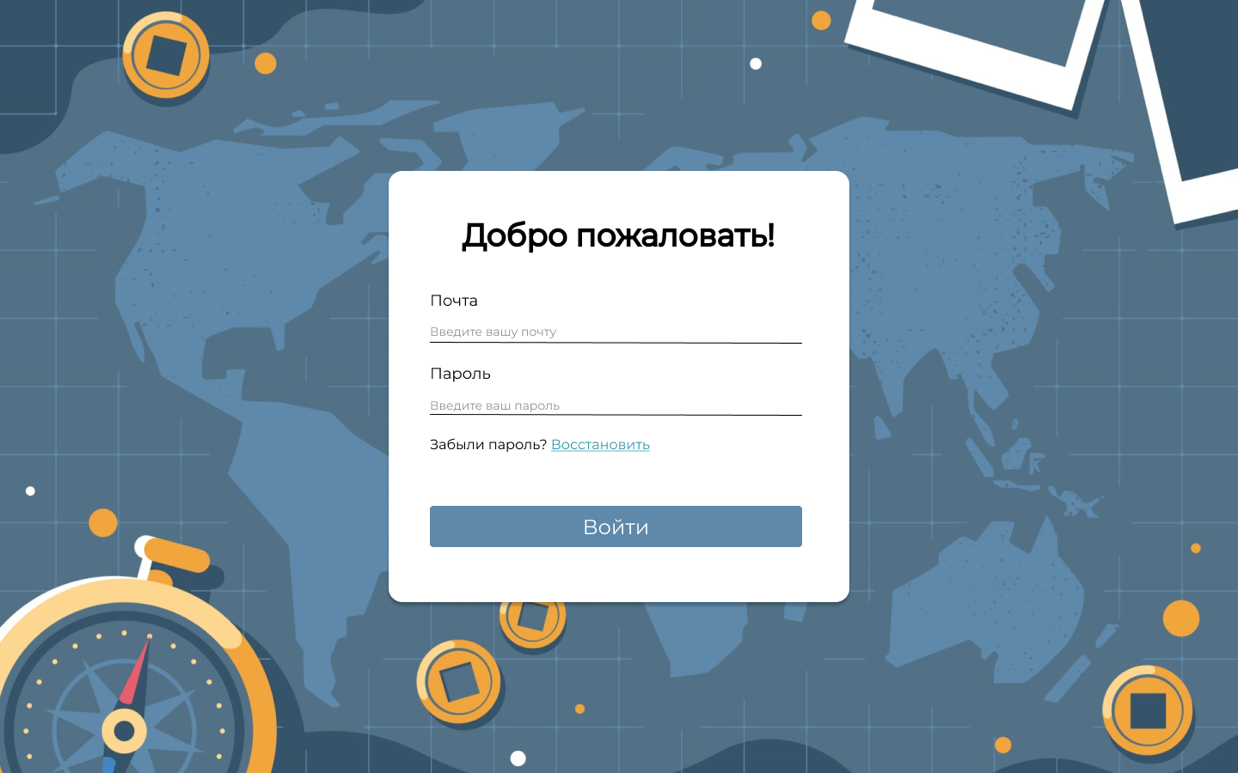 Добро пожаловать!
Почта
Введите вашу почту
Пароль
Введите ваш пароль
Забыли пароль? Восстановить
Войти